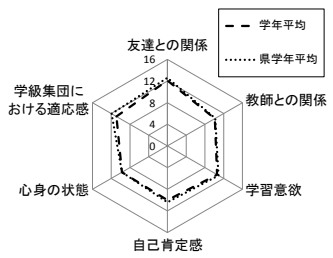 学年平均
県学年平均
友達との関係
16
12
8
4
0
学級集団に
おける適応感
教師との関係
心身の状態
学習意欲
自己肯定感